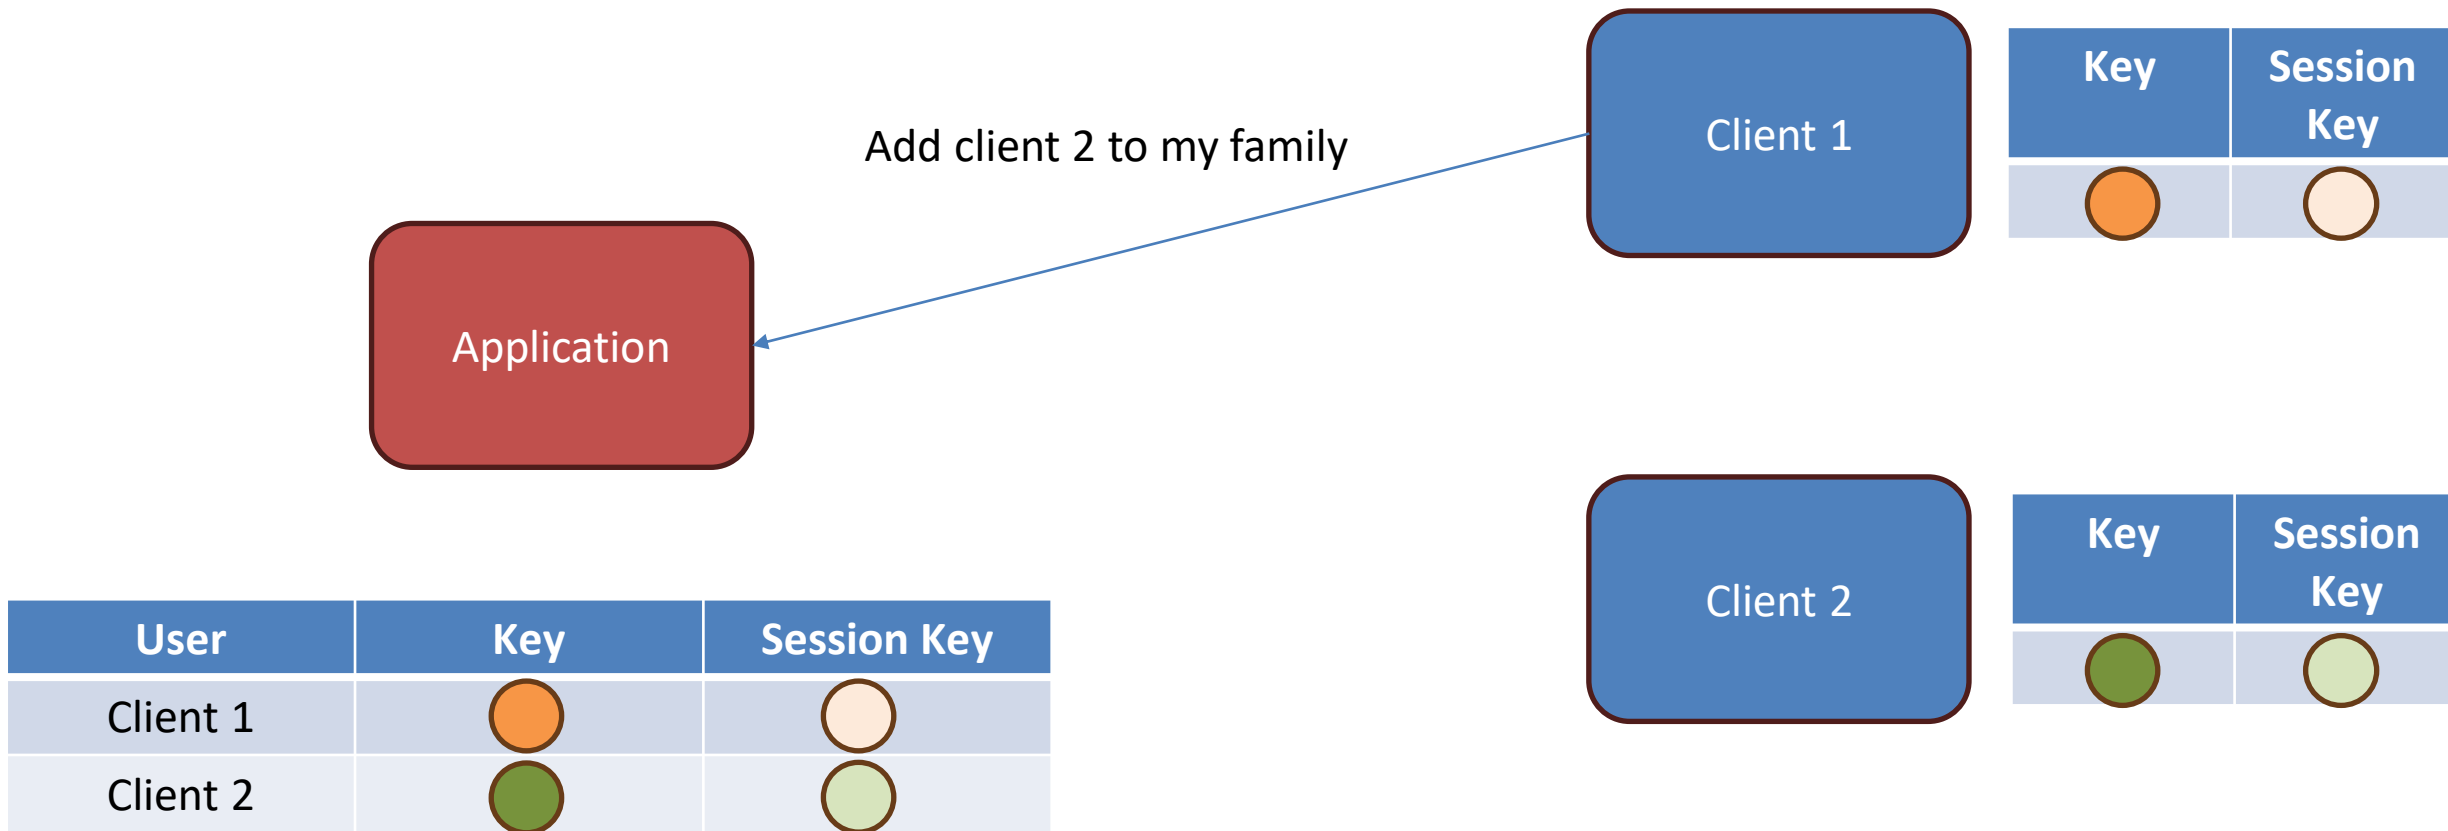 Add client 2 to my family
Application
Client 1
Key
Session
Key
Client 2
Key
Session
Key
User
Key
Session Key
Client 1
Client 2